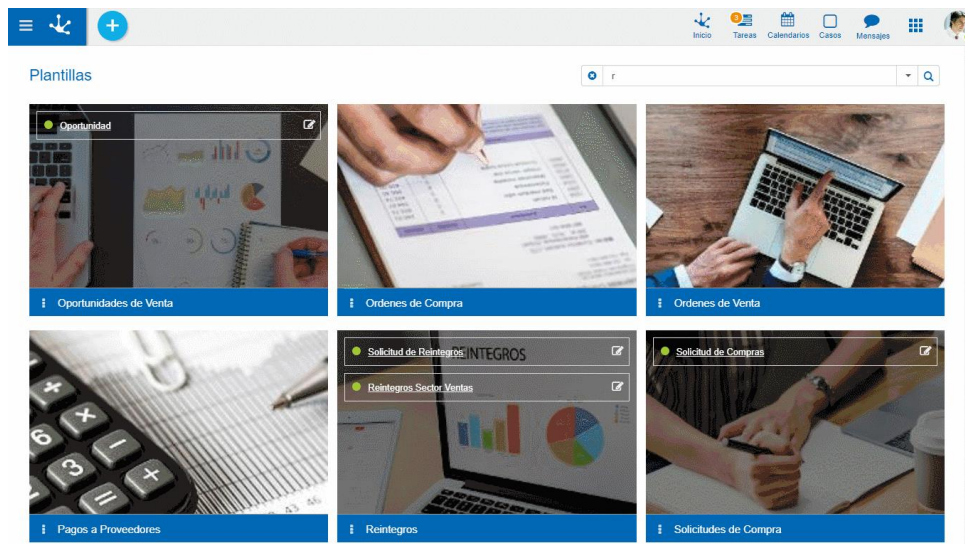 3
Inicio
Tareas
Calendarios
Casos
Mensajes
Plantillas
r
Oportunidad
Oportunidades de Venta
Ordenes de Compra
Ordenes de Venta
Pagos a Proveedores
Solicitud de Reintegros
REINTEGROS
Reintegros Sector Ventas
Reintegros
Solicitud de Compras
Solicitudes de Compra